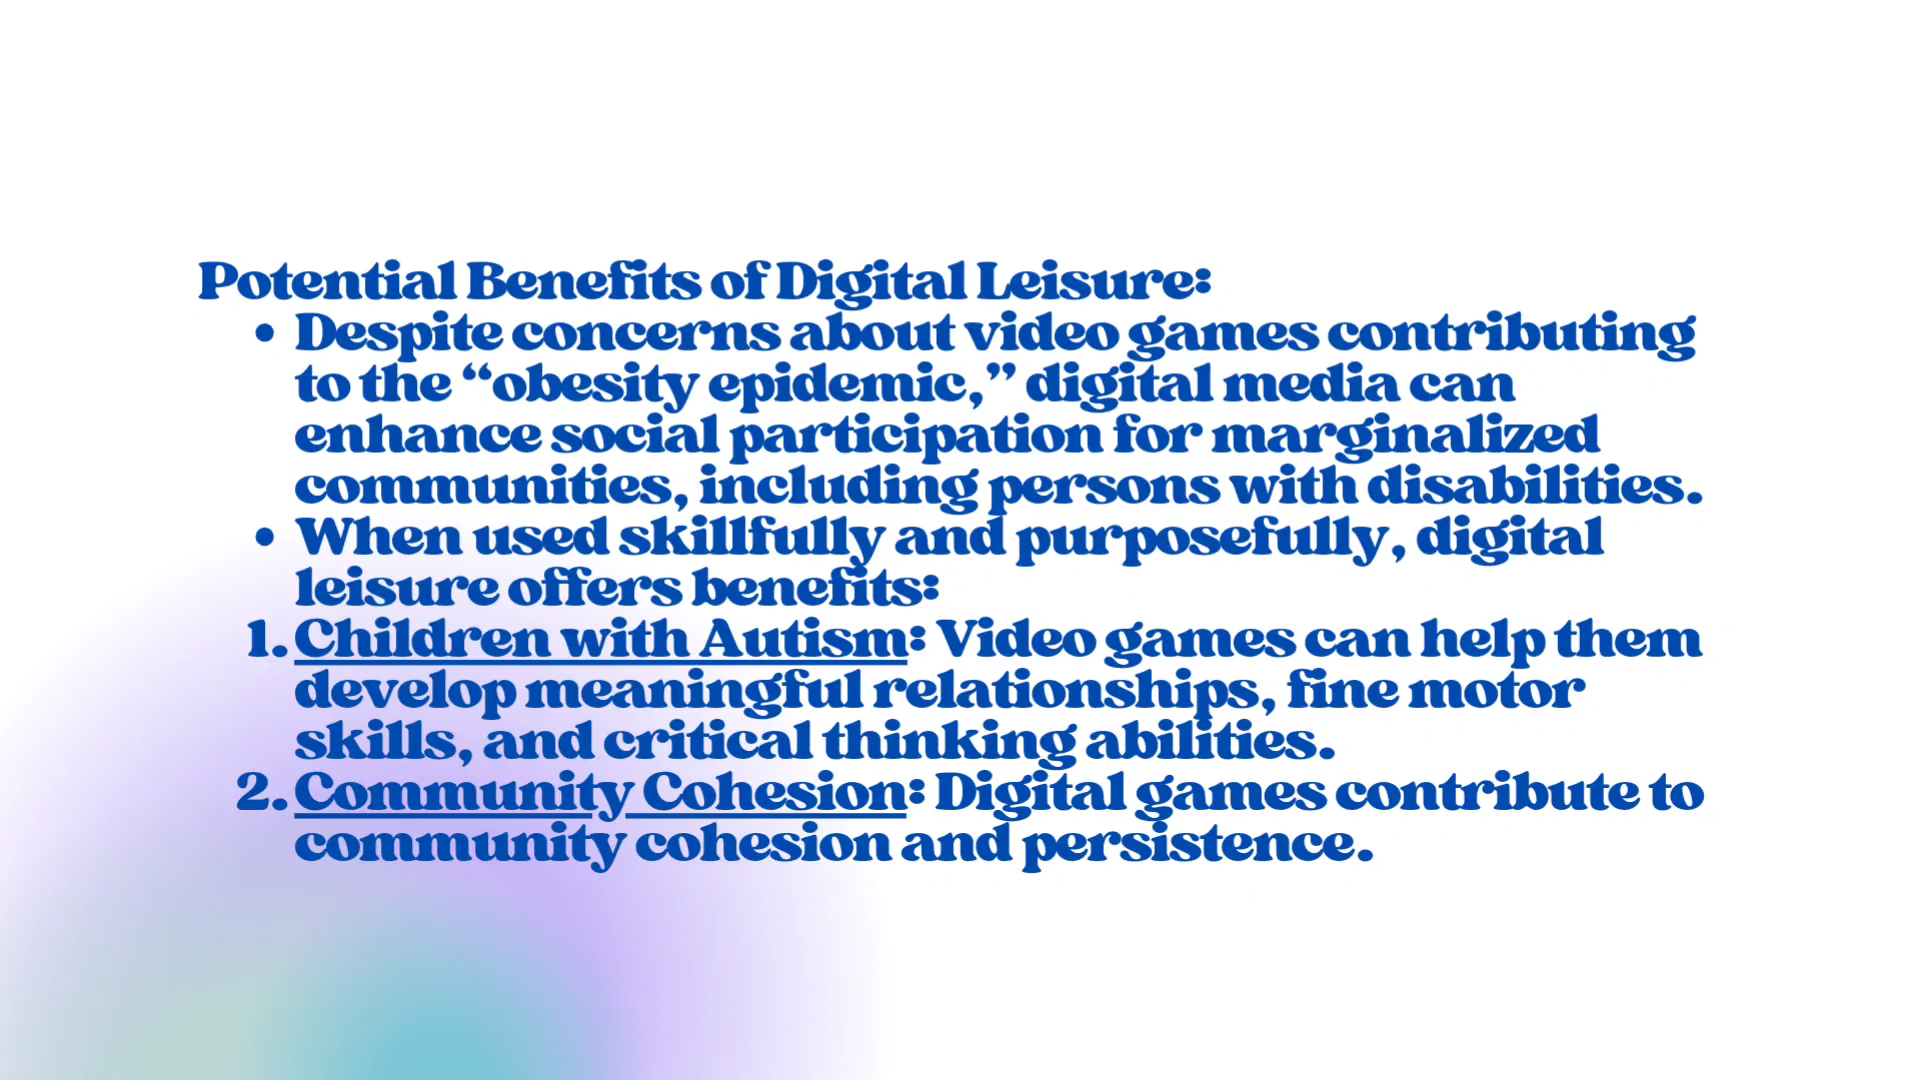 Potential Benefits of Digital Leisure:
• Despite concerns about video games contributing
to the “obesity epidemic,” digital media can
enhance social participation for marginalized
communities, including persons with disabilities.
• When used skillfully and purposefully, digital
leisure offers benefits:
1. Children with Autism: Video games can help them
develop meaningful relationships, fine motor
skills, and critical thinking abilities.
2. Community Cohesion: Digital games contribute to
community cohesion and persistence.